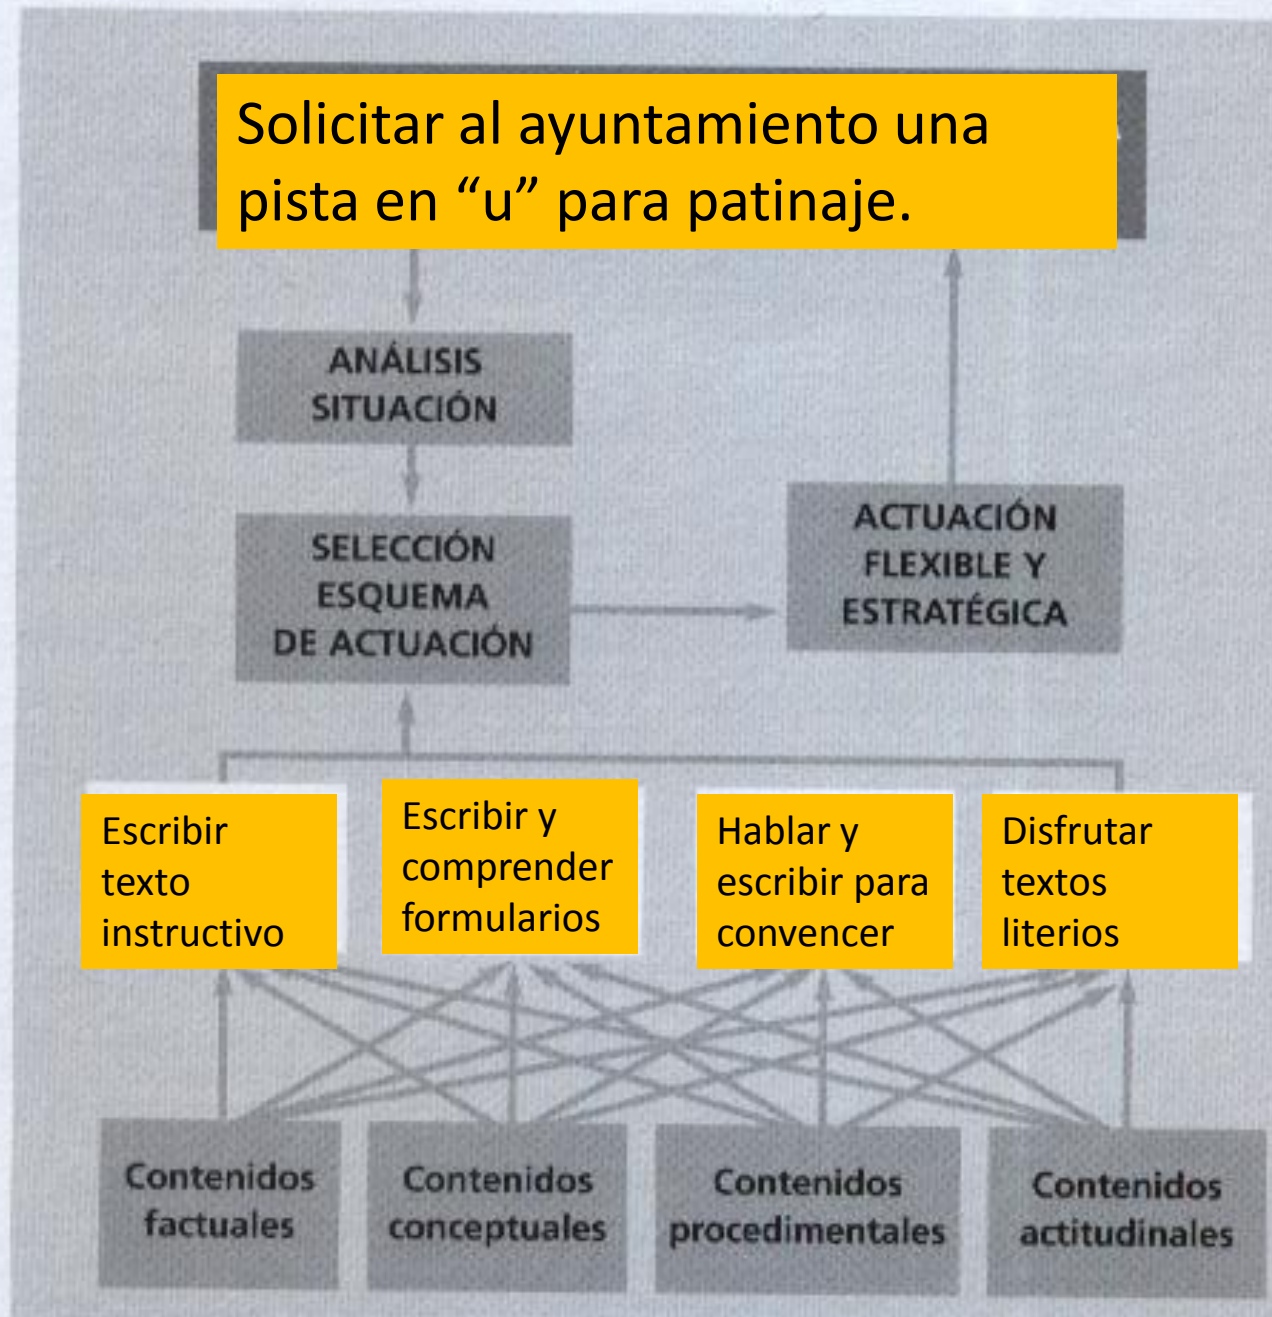 Solicitar al ayuntamiento una
pista en “u” para patinaje.
ANÁLISIS
SITUACIÓN
SELECCIÓN
ESQUEMA
DE ACTUACIÓN
ACTUACIÓN
FLEXIBLE Y
ESTRATÉGICA
Escribir
texto
instructivo
Escribir y
comprender
formularios
Hablar y
escribir para
convencer
Disfrutar
textos
literios
Contenidos
factuales
Contenidos
conceptuales
Contenidos
procedimentales
Contenidos
actitudinales